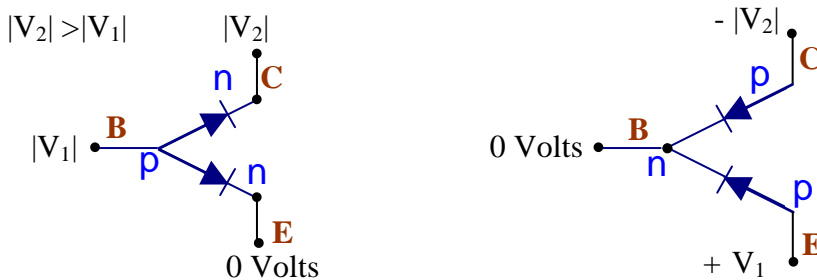 |V₂| >|V₁|
|V₂|
n
C
B
|V₁|
p
n
E
0 Volts
- |V₂|
C
p
B
0 Volts
n
p
E
+ V₁